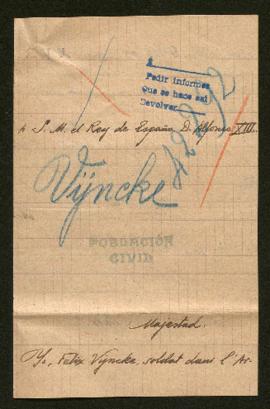 Pedir informes
Que se hace así
Devolver
A S. M. el Rey de España D. Alfonso XIII.
Vijncke
POBLACIÓN
CIVIL
Majestad.
Yo, Felix Vijncke, soldat dans l'Ar